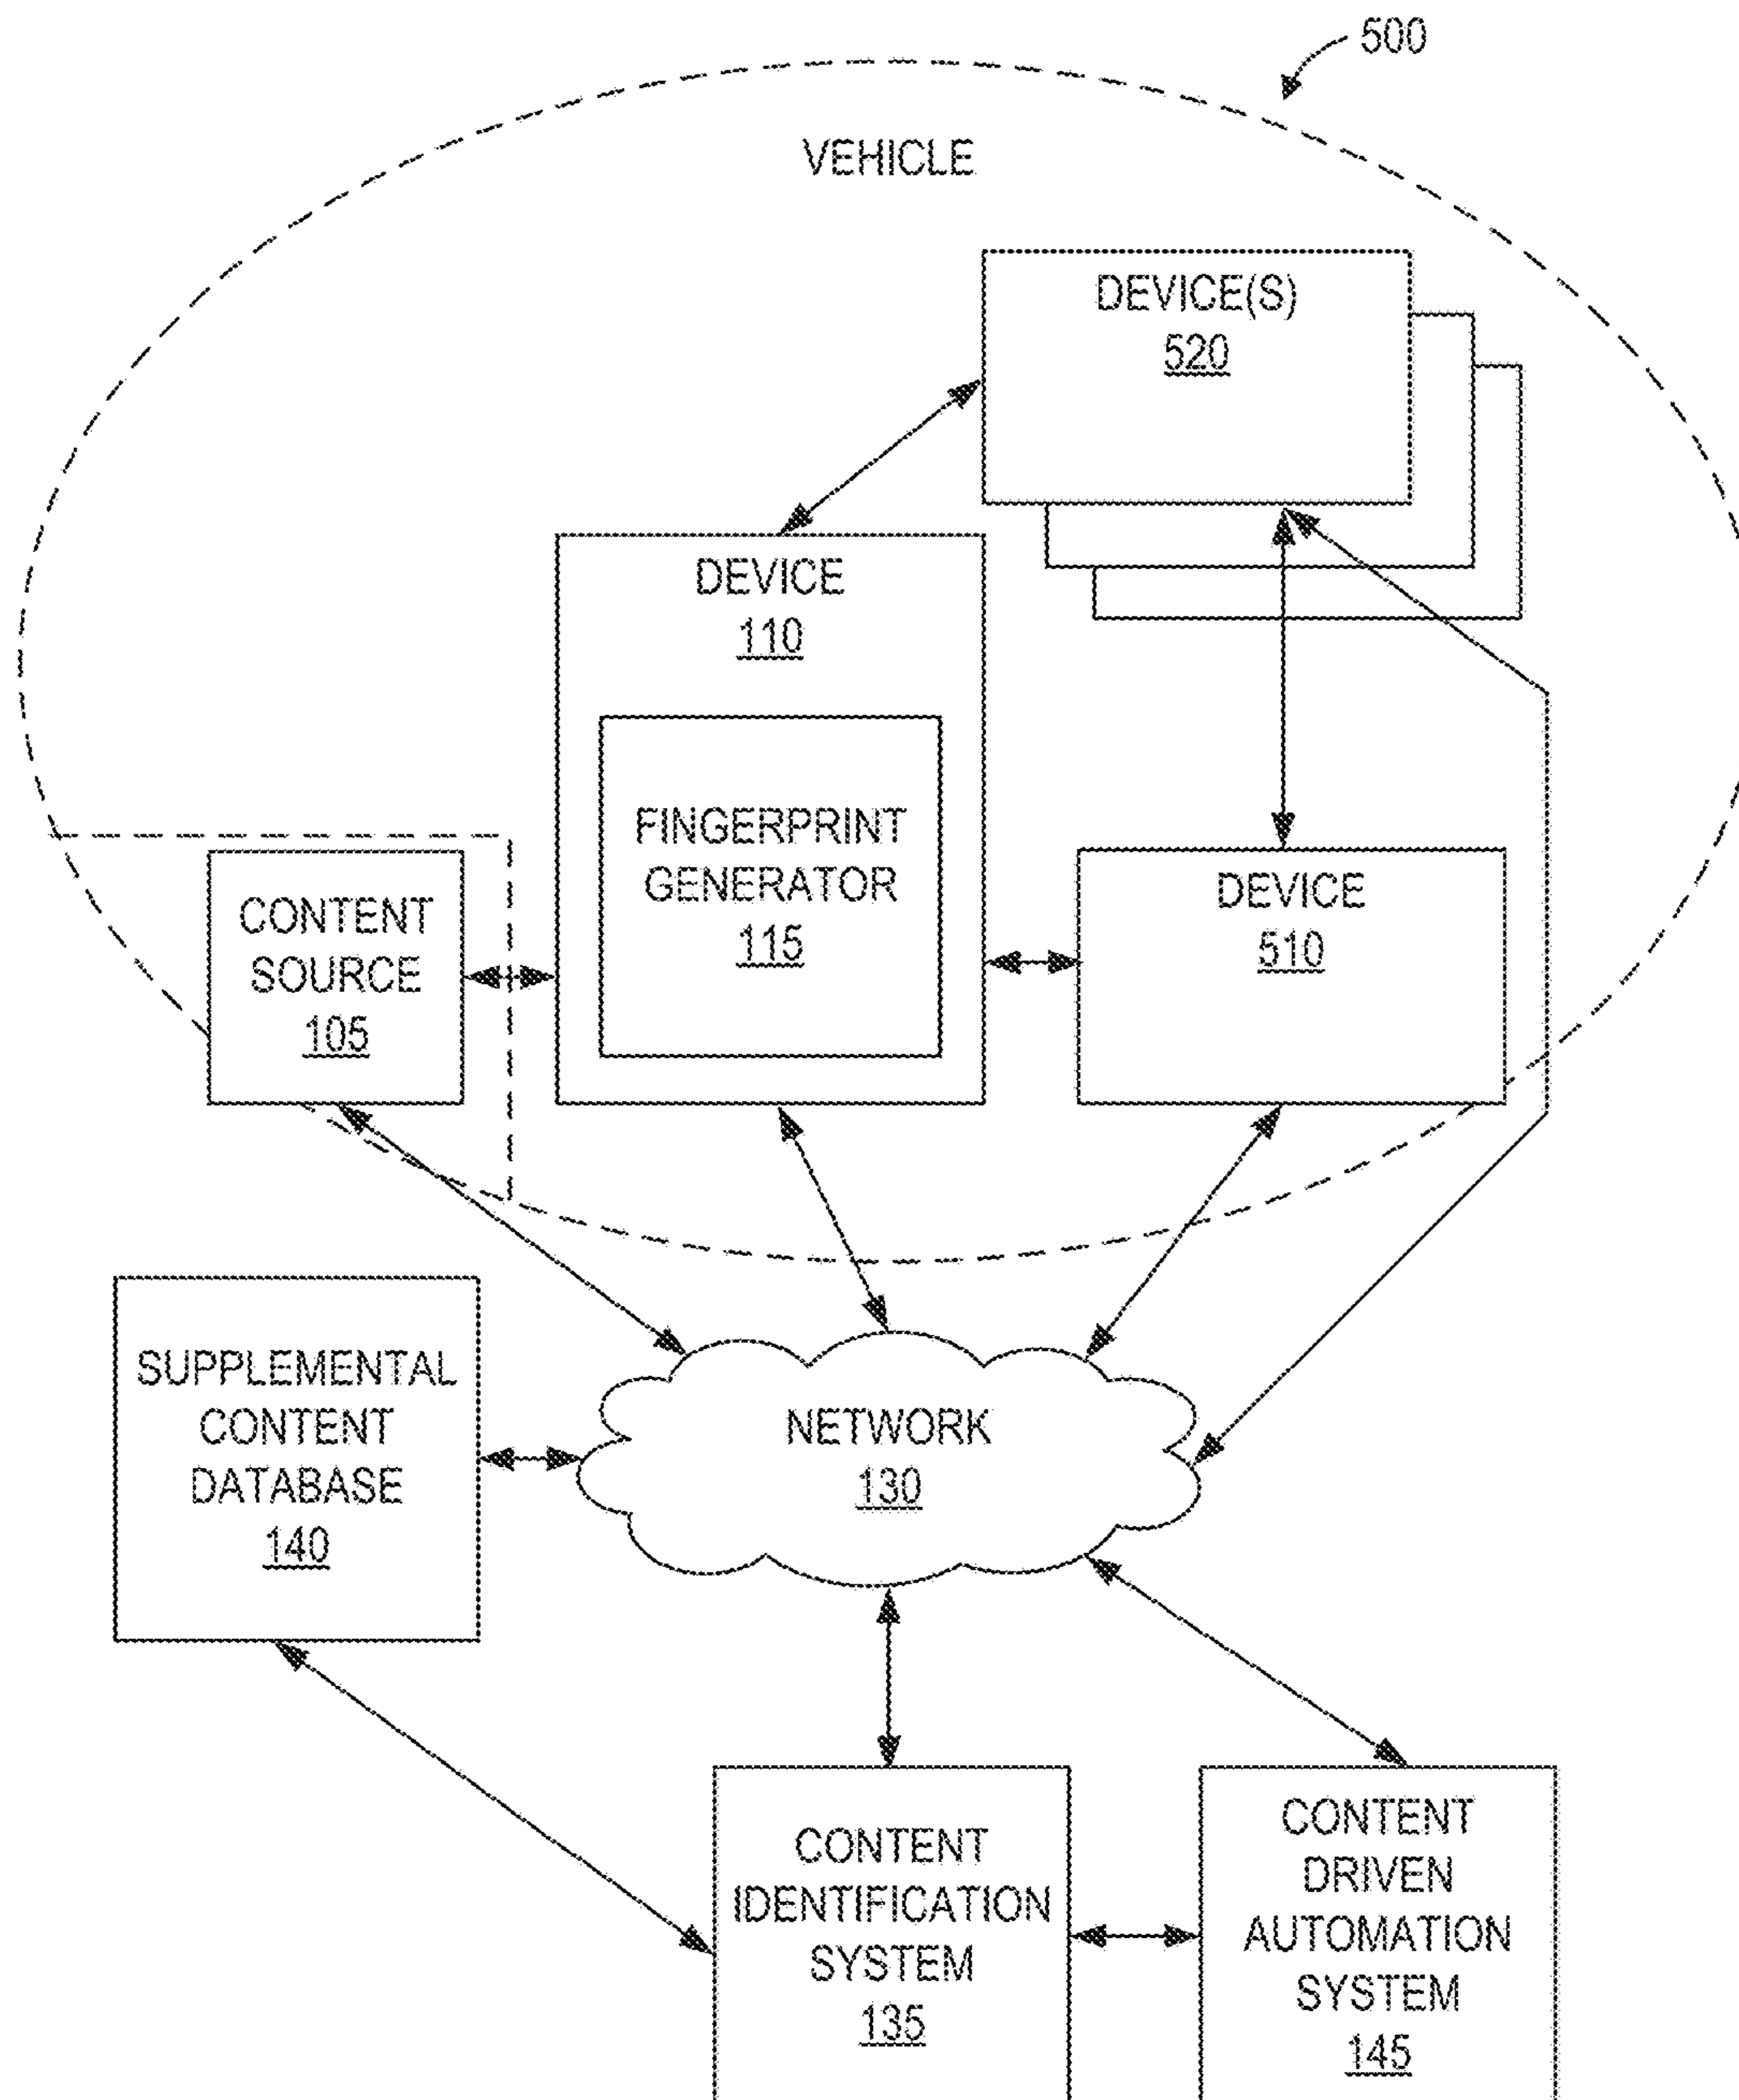 500
VEHICLE
DEVICE(S)
520
DEVICE
110
FINGERPRINT
GENERATOR
115
CONTENT
SOURCE
105
DEVICE
510
SUPPLEMENTAL
CONTENT
DATABASE
140
NETWORK
130
CONTENT
IDENTIFICATION
SYSTEM
135
CONTENT
DRIVEN
AUTOMATION
SYSTEM
145